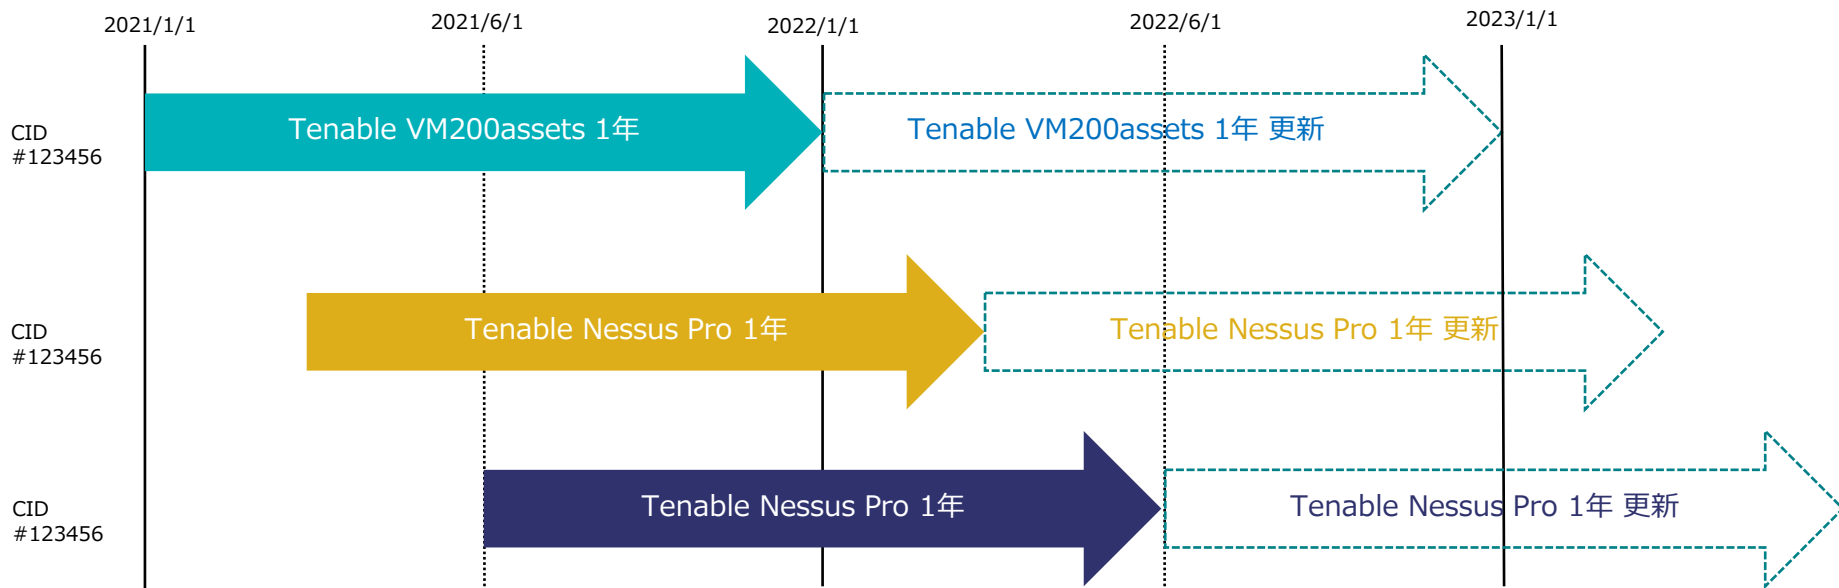 2021/1/1
2021/6/1
2022/1/1
2022/6/1
2023/1/1
CID
#123456
Tenable VM200assets 1年
Tenable VM200assets 1年 更新
CID
#123456
Tenable Nessus Pro 1年
Tenable Nessus Pro 1年 更新
CID
#123456
Tenable Nessus Pro 1年
Tenable Nessus Pro 1年 更新